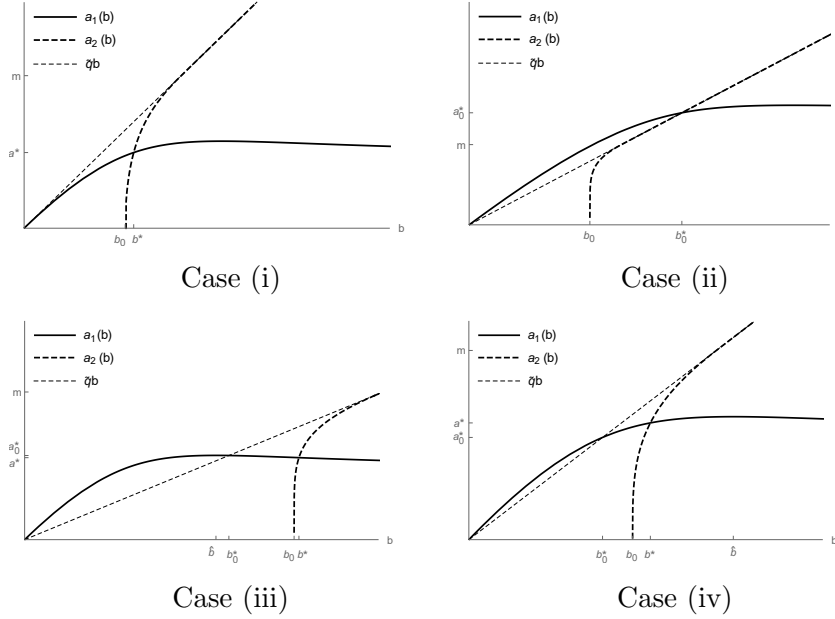 a₁(b)
a₂(b)
q̃b
m
a*
b₀ b*
b
Case (i)
a₁(b)
a₂(b)
q̃b
a₀*
m
b₀ b₀*
Case (ii)
a₁(b)
a₂(b)
q̃b
m
a₀*
a*
b̂ b₀* b₀ b*
b
Case (iii)
a₁(b)
a₂(b)
q̃b
m
a*
a₀*
b₀* b₀ b* b̂
b
Case (iv)